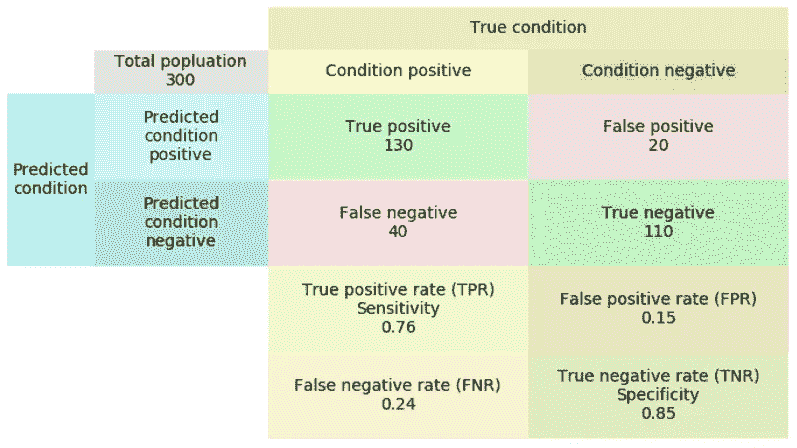 True condition
Total popluation
300
Condition positive
Condition negative
Predicted
condition
Predicted
condition
positive
True positive
130
False positive
20
Predicted
condition
negative
False negative
40
True negative
110
True positive rate (TPR)
Sensitivity
0.76
False positive rate (FPR)
0.15
False negative rate (FNR)
0.24
True negative rate (TNR)
Specificity
0.85